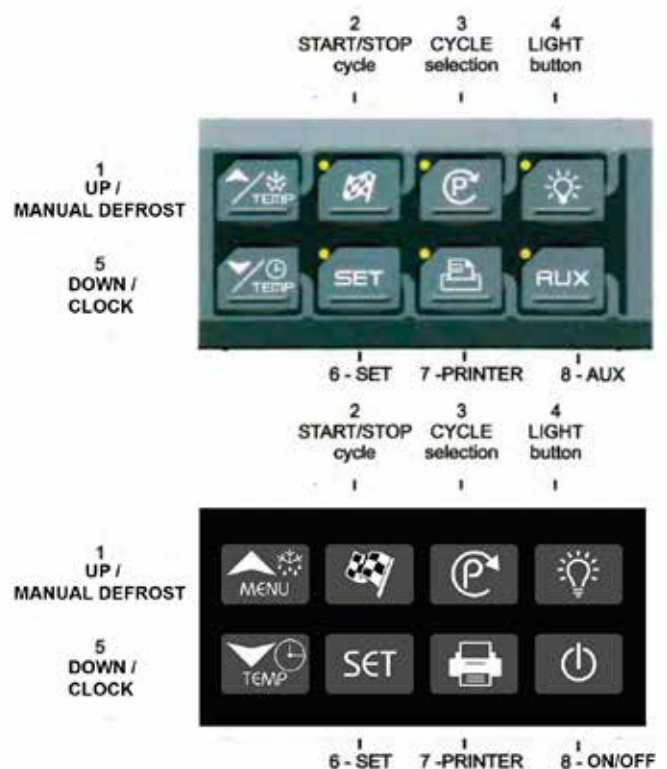 2 3 4
START/STOP CYCLE LIGHT
cycle selection button
1
UP /
MANUAL DEFROST
TEMP
P
5
DOWN /
CLOCK
TEMP
SET
AUX
6 - SET 7 -PRINTER 8 - AUX
2 3 4
START/STOP CYCLE LIGHT
cycle selection button
1
UP /
MANUAL DEFROST
MENU
P
5
DOWN /
CLOCK
TEMP
SET
6 - SET 7 -PRINTER 8 - ON/OFF